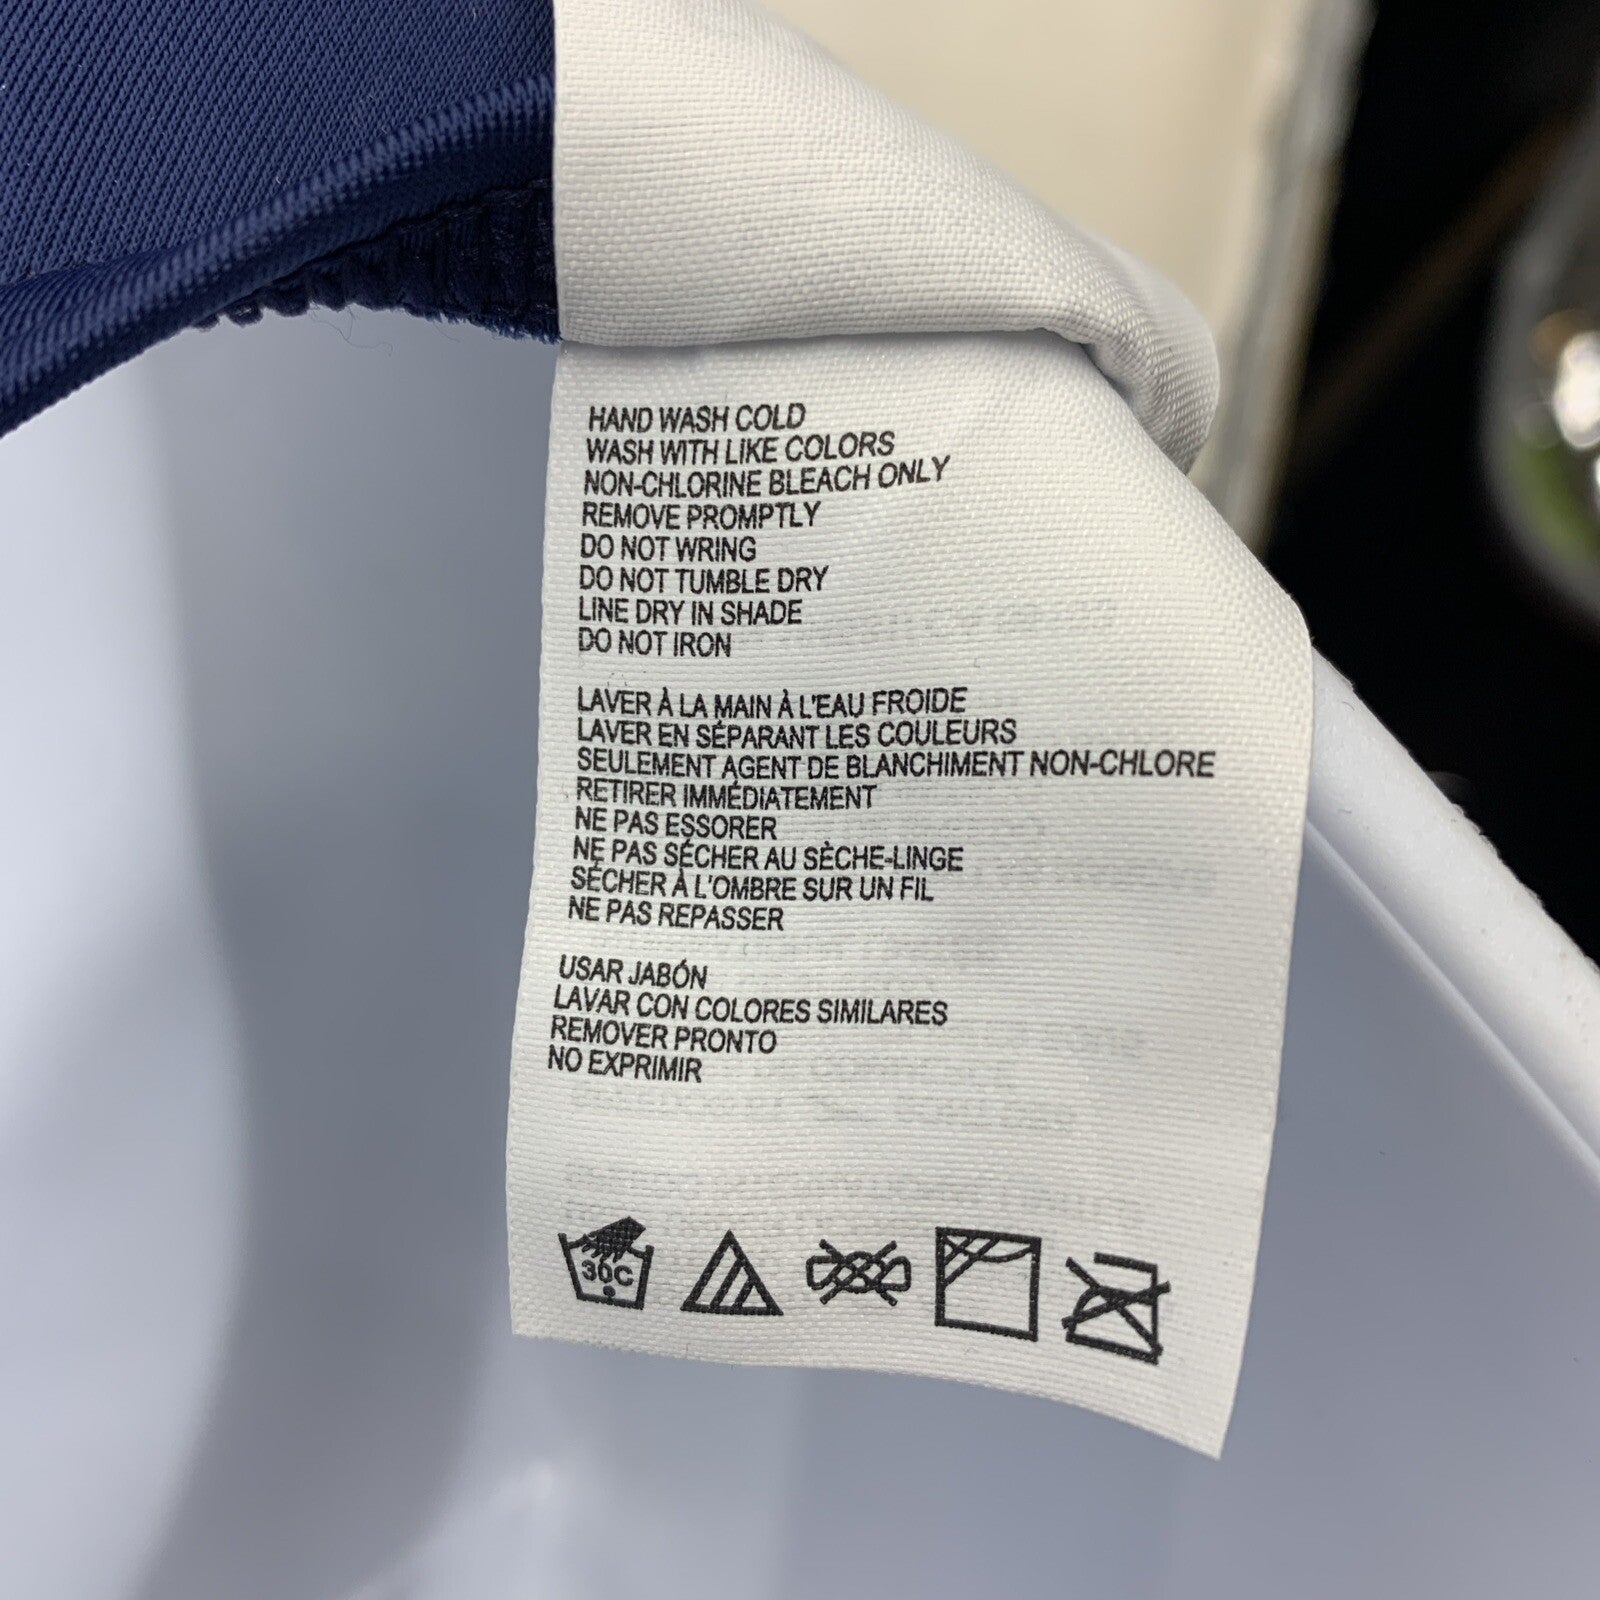 HAND WASH COLD
WASH WITH LIKE COLORS
NON-CHLORINE BLEACH ONLY
REMOVE PROMPTLY
DO NOT WRING
DO NOT TUMBLE DRY
LINE DRY IN SHADE
DO NOT IRON
LAVER À LA MAIN À L'EAU FROIDE
LAVER EN SÉPARANT LES COULEURS
SEULEMENT AGENT DE BLANCHIMENT NON-CHLORE
RETIRER IMMÉDIATEMENT
NE PAS ESSORER
NE PAS SÉCHER AU SÈCHE-LINGE
SÉCHER À L'OMBRE SUR UN FIL
NE PAS REPASSER
USAR JABÓN
LAVAR CON COLORES SIMILARES
REMOVER PRONTO
NO EXPRIMIR
30C